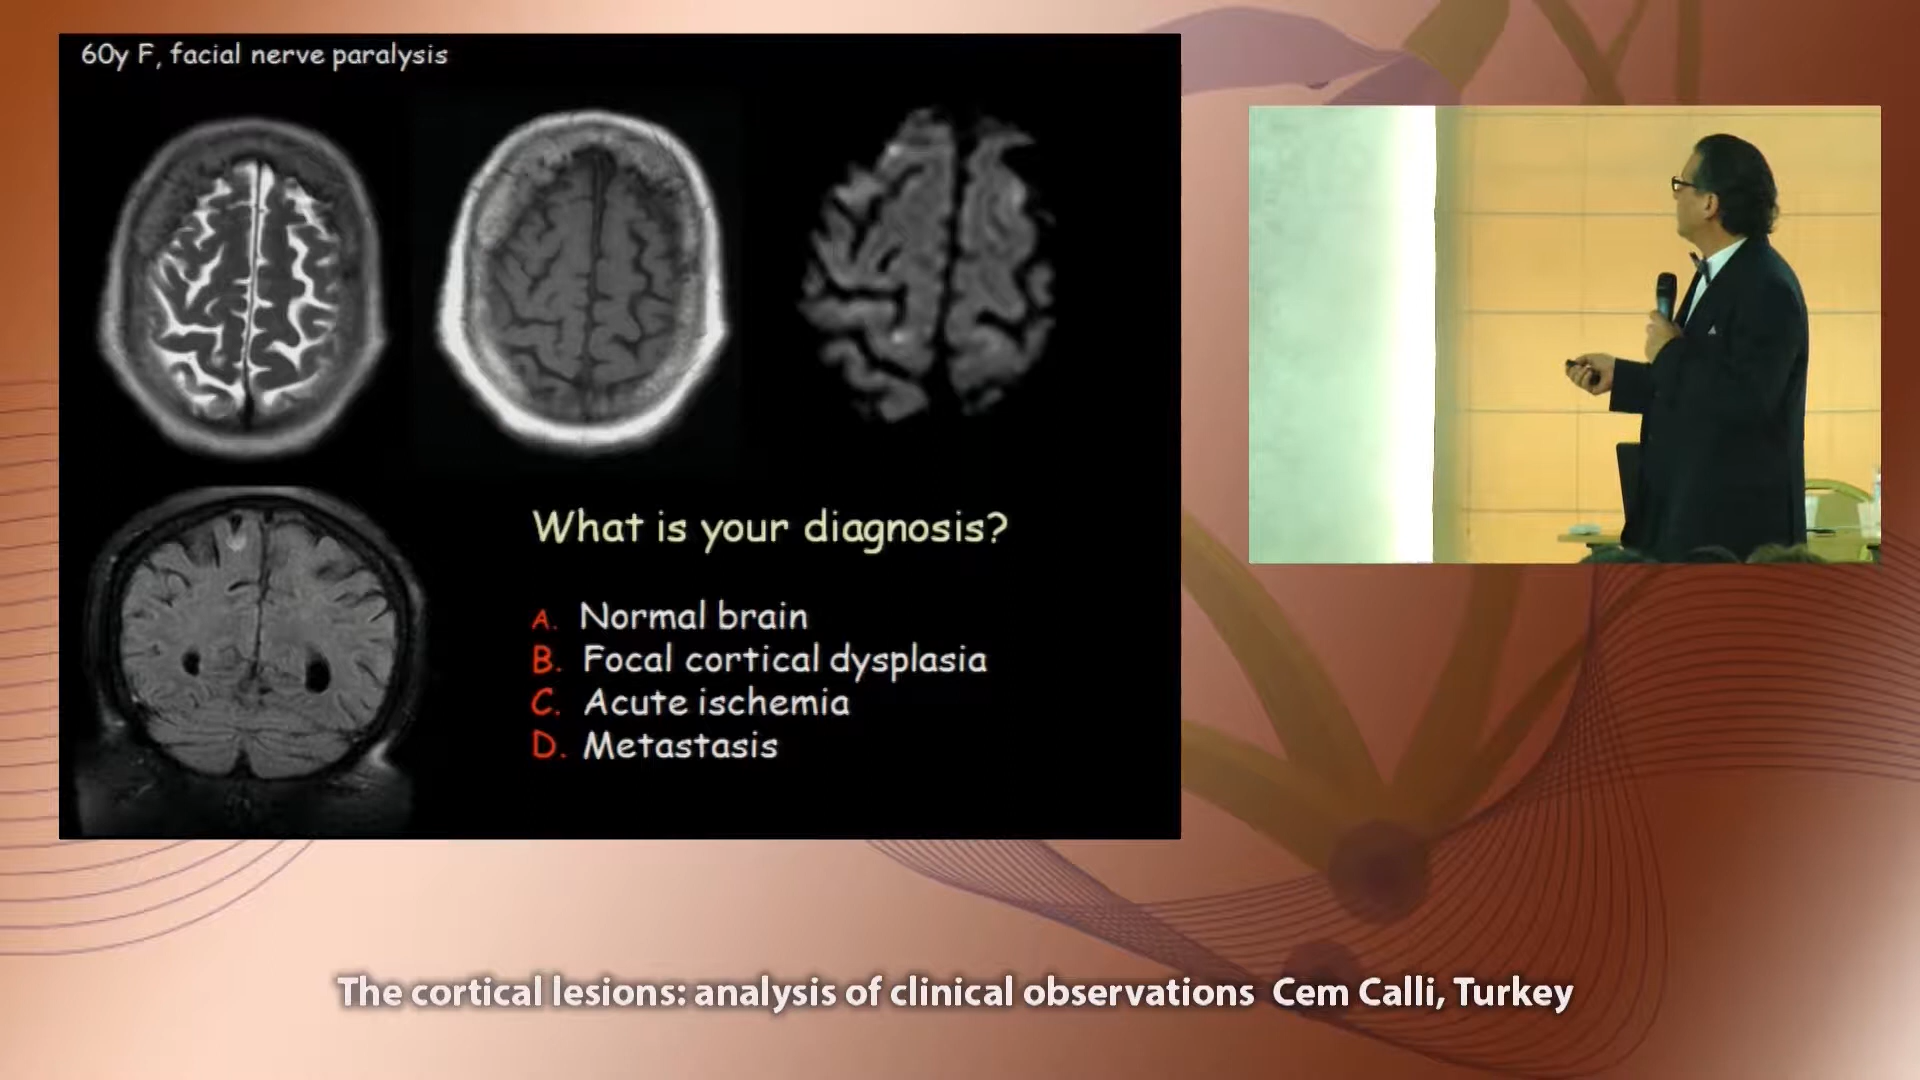 60y F, facial nerve paralysis
What is your diagnosis?
A. Normal brain
B. Focal cortical dysplasia
C. Acute ischemia
D. Metastasis
The cortical lesions: analysis of clinical observations Cem Calli, Turkey